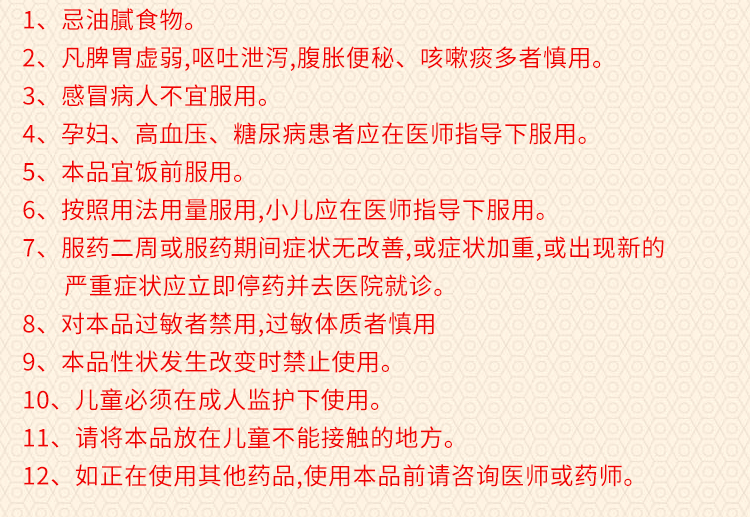 1、忌油腻食物。
2、凡脾胃虚弱,呕吐泄泻,腹胀便秘、咳嗽痰多者慎用。
3、感冒病人不宜服用。
4、孕妇、高血压、糖尿病患者应在医师指导下服用。
5、本品宜饭前服用。
6、按照用法用量服用,小儿应在医师指导下服用。
7、服药二周或服药期间症状无改善,或症状加重,或出现新的
严重症状应立即停药并去医院就诊。
8、对本品过敏者禁用,过敏体质者慎用
9、本品性状发生改变时禁止使用。
10、儿童必须在成人监护下使用。
11、请将本品放在儿童不能接触的地方。
12、如正在使用其他药品,使用本品前请咨询医师或药师。